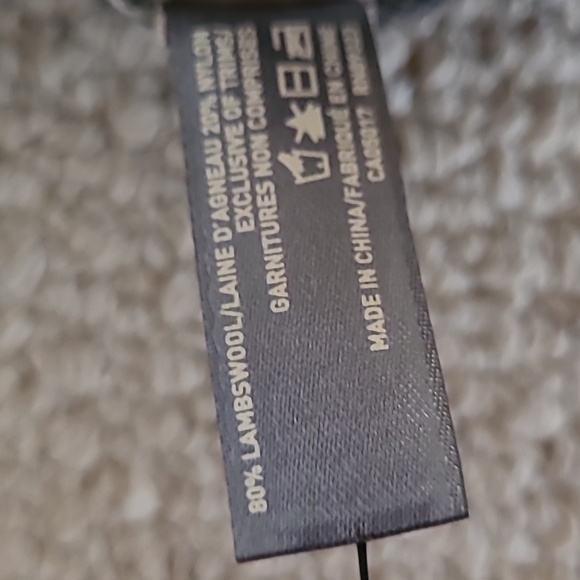 80% LAMBSWOOL/LAINE D'AGNEAU 20% NYLON
EXCLUSIVE OF TRIMS/
GARNITURES NON COMPRISES
MADE IN CHINA/FABRIQUÉ EN CHINE
CA05017